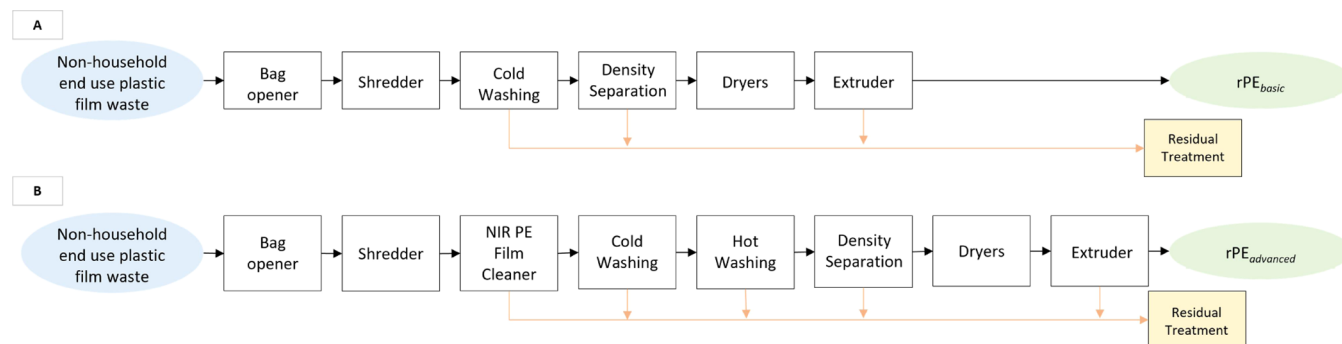 A
Non-household
end use plastic
film waste
Bag
opener
Shredder
Cold
Washing
Density
Separation
Dryers
Extruder
rPEbasic
Residual
Treatment
B
Non-household
end use plastic
film waste
Bag
opener
Shredder
NIR PE
Film
Cleaner
Cold
Washing
Hot
Washing
Density
Separation
Dryers
Extruder
rPEadvanced
Residual
Treatment